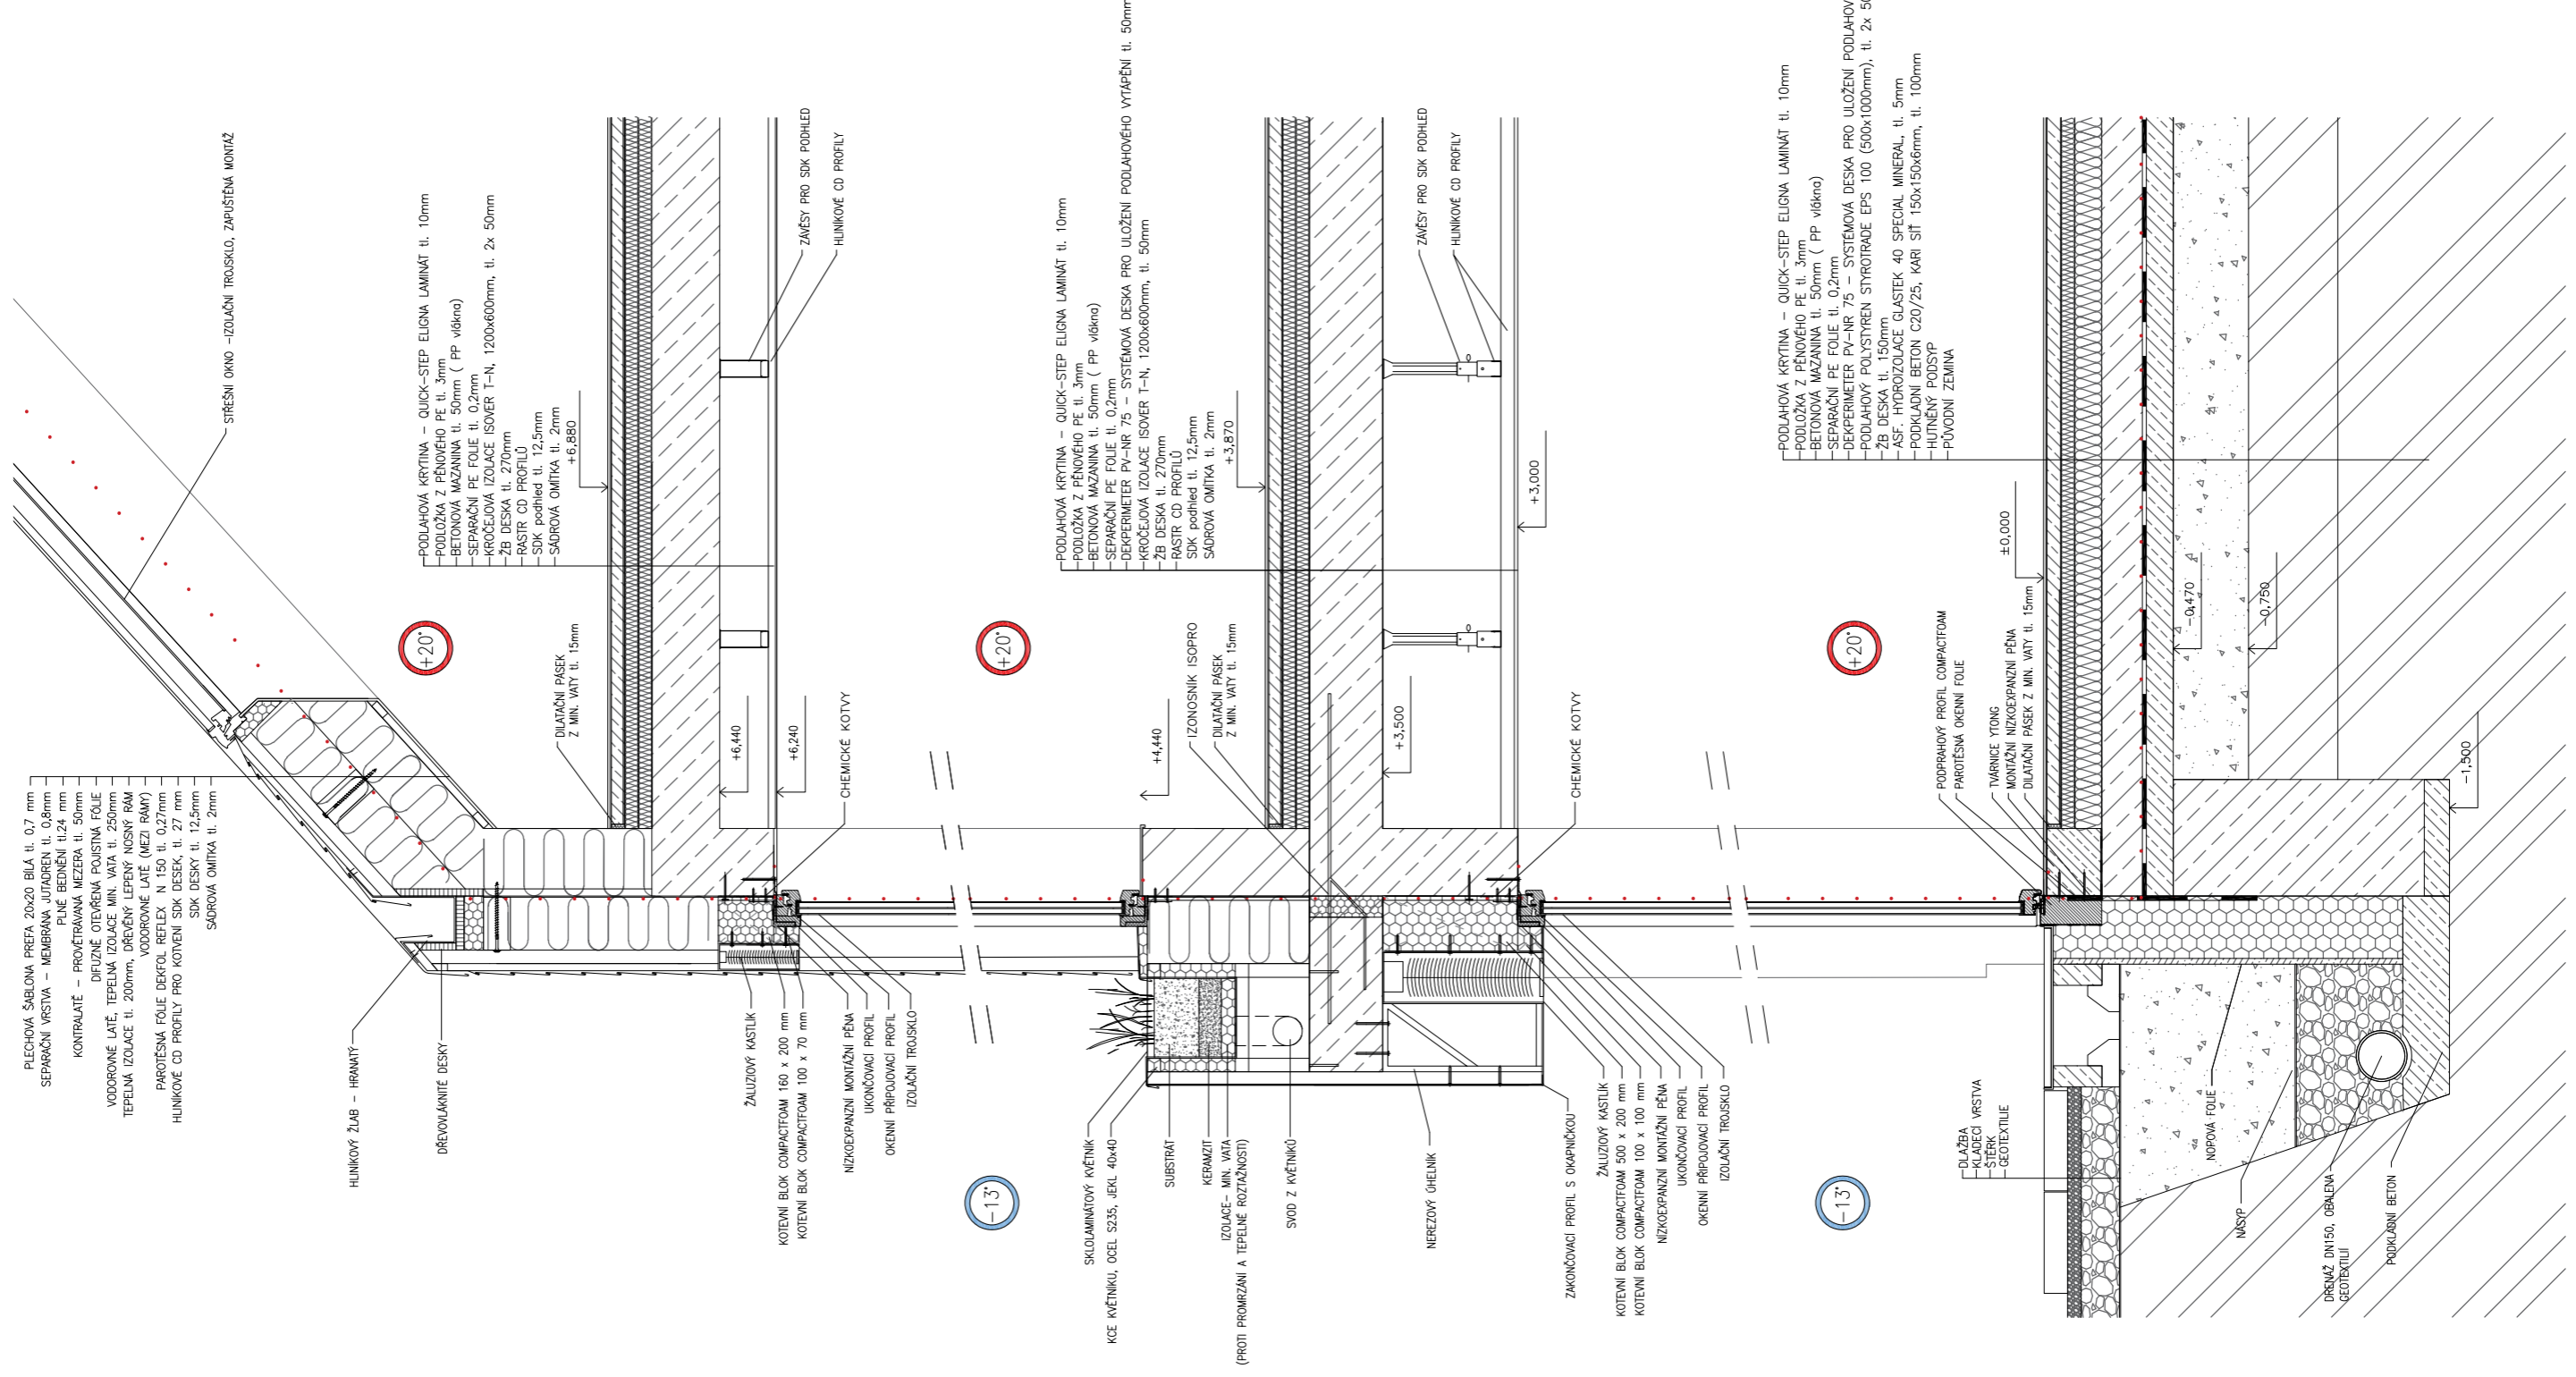 PLECHOVÁ ŠABLONA PREFA 20x20 BÍLÁ tl. 0,7 mm
SEPARAČNÍ VRSTVA – MEMBRÁNA JUTADREN tl. 0,8mm
PLNÉ BEDNĚNÍ tl.24 mm
KONTRALATĚ – PROVĚTRÁVANÁ MEZERA tl. 50mm
DIFUZNĚ OTEVŘENÁ POJISTNÁ FÓLIE
VODOROVNÉ LATĚ, TEPELNÁ IZOLACE MIN. VATA tl. 250mm
TEPELNÁ IZOLACE tl. 200mm, DŘEVĚNÝ LEPENÝ NOSNÝ RÁM
VODOROVNÉ LATĚ (MEZI RÁMY)
PAROTĚSNÁ FÓLIE DEKFOL REFLEX N 150 tl. 0,27mm
HLINÍKOVÉ CD PROFILY PRO KOTVENÍ SDK DESEK, tl. 27 mm
SDK DESKY tl. 12,5mm
SÁDROVÁ OMÍTKA tl. 2mm
STŘEŠNÍ OKNO –IZOLAČNÍ TROJSKLO, ZAPUŠTĚNÁ MONTÁŽ
HLINÍKOVÝ ŽLAB – HRANATÝ
DŘEVOVLÁKNITÉ DESKY
PODLAHOVÁ KRYTINA – QUICK–STEP ELIGNA LAMINÁT tl. 10mm
PODLOŽKA Z PĚNOVÉHO PE tl. 3mm
BETONOVÁ MAZANINA tl. 50mm ( PP vlákna)
SEPARAČNÍ PE FOLIE tl. 0,2mm
KROČEJOVÁ IZOLACE ISOVER T–N, 1200x600mm, tl. 2x 50mm
ŽB DESKA tl. 270mm
RASTR CD PROFILŮ
SDK podhled tl. 12,5mm
SÁDROVÁ OMÍTKA tl. 2mm
+6,880
+20°
DILATAČNÍ PÁSEK
Z MIN. VATY tl. 15mm
ZÁVĚSY PRO SDK PODHLED
HLINÍKOVÉ CD PROFILY
+6,440
+6,240
CHEMICKÉ KOTVY
ŽALUZIOVÝ KASTLÍK
KOTEVNÍ BLOK COMPACTFOAM 160 x 200 mm
KOTEVNÍ BLOK COMPACTFOAM 100 x 70 mm
NÍZKOEXPANZNÍ MONTÁŽNÍ PĚNA
UKONČOVACÍ PROFIL
OKENNÍ PŘIPOJOVACÍ PROFIL
IZOLAČNÍ TROJSKLO
–13°
+20°
PODLAHOVÁ KRYTINA – QUICK–STEP ELIGNA LAMINÁT tl. 10mm
PODLOŽKA Z PĚNOVÉHO PE tl. 3mm
BETONOVÁ MAZANINA tl. 50mm ( PP vlákna)
SEPARAČNÍ PE FOLIE tl. 0,2mm
DEKPERIMETER PV–NR 75 – SYSTÉMOVÁ DESKA PRO ULOŽENÍ PODLAHOVÉHO VYTÁPĚNÍ tl. 50mm
KROČEJOVÁ IZOLACE ISOVER T–N, 1200x600mm, tl. 50mm
ŽB DESKA tl. 270mm
RASTR CD PROFILŮ
SDK podhled tl. 12,5mm
SÁDROVÁ OMÍTKA tl. 2mm
+3,870
+4,440
IZONOSNÍK ISOPRO
DILATAČNÍ PÁSEK
Z MIN. VATY tl. 15mm
ZÁVĚSY PRO SDK PODHLED
HLINÍKOVÉ CD PROFILY
+3,500
+3,000
CHEMICKÉ KOTVY
SKLOLAMINÁTOVÝ KVĚTNÍK
KCE KVĚTNÍKU, OCEL S235, JEKL 40x40
SUBSTRÁT
KERAMZIT
IZOLACE– MIN. VATA
(PROTI PROMRZÁNÍ A TEPELNÉ ROZTAŽNOSTI)
SVOD Z KVĚTNÍKŮ
NEREZOVÝ ÚHELNÍK
ZAKONČOVACÍ PROFIL S OKAPNIČKOU
ŽALUZIOVÝ KASTLÍK
KOTEVNÍ BLOK COMPACTFOAM 500 x 200 mm
KOTEVNÍ BLOK COMPACTFOAM 100 x 100 mm
NÍZKOEXPANZNÍ MONTÁŽNÍ PĚNA
UKONČOVACÍ PROFIL
OKENNÍ PŘIPOJOVACÍ PROFIL
IZOLAČNÍ TROJSKLO
–13°
+20°
PODLAHOVÁ KRYTINA – QUICK–STEP ELIGNA LAMINÁT tl. 10mm
PODLOŽKA Z PĚNOVÉHO PE tl. 3mm
BETONOVÁ MAZANINA tl. 50mm ( PP vlákna)
SEPARAČNÍ PE FOLIE tl. 0,2mm
DEKPERIMETER PV–NR 75 – SYSTÉMOVÁ DESKA PRO ULOŽENÍ
PODLAHOVÝ POLYSTYREN STYROTRADE EPS 100 (500x1000mm), tl. 2x
ŽB DESKA tl. 150mm
ASF. HYDROIZOLACE GLASTEK 40 SPECIAL MINERAL, tl. 5mm
PODKLADNÍ BETON C20/25, KARI SÍŤ 150x150x6mm, tl. 100mm
HUTNĚNÝ PODSYP
PŮVODNÍ ZEMINA
±0,000
PODPRAHOVÝ PROFIL COMPACTFOAM
PAROTĚSNÁ OKENNÍ FOLIE
TVÁRNICE YTONG
MONTÁŽNÍ NIZKOEXPANZNÍ PĚNA
DILATAČNÍ PÁSEK Z MIN. VATY tl. 15mm
–0,470
–0,750
–1,500
DLAŽBA
KLADECÍ VRSTVA
ŠTĚRK
GEOTEXTILIE
NOPOVÁ FOLIE
NÁSYP
DRENÁŽ DN150, OBALENA
GEOTEXTILIÍ
PODKLADNÍ BETON